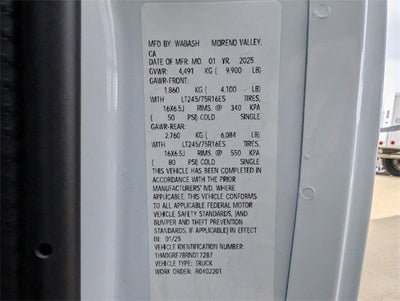 MFD BY: WABASH MORENO VALLEY,
CA
DATE OF MFR: MO. 01 YR. 2025
GVWR: 4,491 KG ( 9,900 LB)
GAWR-FRONT:
1,860 KG ( 4,100 LB)
WITH LT245/75R16ES TIRES,
16X6.5J RIMS, @ 340 KPA
( 50 PSI) COLD SINGLE
GAWR-REAR:
2,760 KG ( 6,084 LB)
WITH LT245/75R16ES TIRES,
16X6.5J RIMS, @ 550 KPA
( 80 PSI) COLD SINGLE
THIS VEHICLE HAS BEEN COMPLETED IN
ACCORDANCE WITH THE PRIOR
MANUFACTURERS' IVD. WHERE
APPLICABLE. THIS VEHICLE CONFORMS
TO ALL APPLICABLE FEDERAL MOTOR
VEHICLE SAFETY STANDARDS, [AND
BUMPER AND THEFT PREVENTION
STANDARDS, IF APPLICABLE] IN EFFECT
IN: 01/25
VEHICLE IDENTIFICATION NUMBER:
1HA0GRF78RN017287
VEHICLE TYPE: TRUCK
WORK ORDER: R0402201